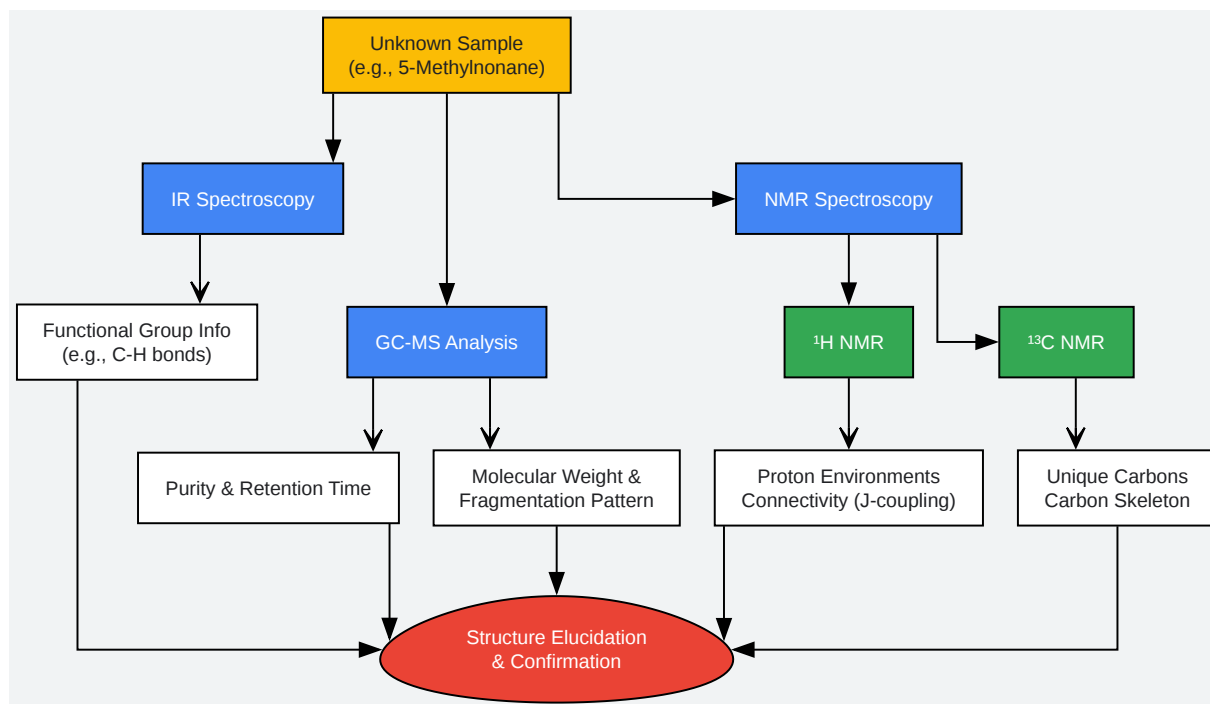 Unknown Sample
(e.g., 5-Methylnonane)
IR Spectroscopy
NMR Spectroscopy
Functional Group Info
(e.g., C-H bonds)
GC-MS Analysis
¹H NMR
¹³C NMR
Purity & Retention Time
Molecular Weight &
Fragmentation Pattern
Proton Environments
Connectivity (J-coupling)
Unique Carbons
Carbon Skeleton
Structure Elucidation
& Confirmation